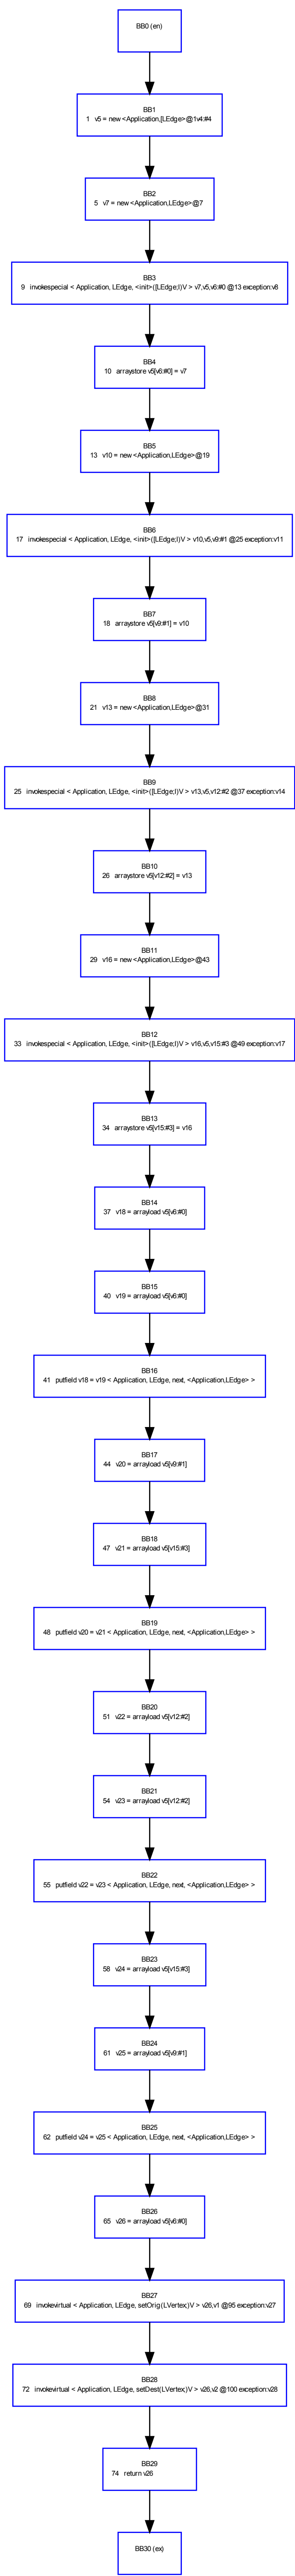 BB0 (en)
BB1
1 v5 = new <Application,[LEdge>@1v4:#4
BB2
5 v7 = new <Application,LEdge>@7
BB3
9 invokespecial < Application, LEdge, <init>([LEdge;I)V > v7,v5,v6:#0 @13 exception:v8
BB4
10 arraystore v5[v6:#0] = v7
BB5
13 v10 = new <Application,LEdge>@19
BB6
17 invokespecial < Application, LEdge, <init>([LEdge;I)V > v10,v5,v9:#1 @25 exception:v11
BB7
18 arraystore v5[v9:#1] = v10
BB8
21 v13 = new <Application,LEdge>@31
BB9
25 invokespecial < Application, LEdge, <init>([LEdge;I)V > v13,v5,v12:#2 @37 exception:v14
BB10
26 arraystore v5[v12:#2] = v13
BB11
29 v16 = new <Application,LEdge>@43
BB12
33 invokespecial < Application, LEdge, <init>([LEdge;I)V > v16,v5,v15:#3 @49 exception:v17
BB13
34 arraystore v5[v15:#3] = v16
BB14
37 v18 = arrayload v5[v6:#0]
BB15
40 v19 = arrayload v5[v6:#0]
BB16
41 putfield v18 = v19 < Application, LEdge, next, <Application,LEdge> >
BB17
44 v20 = arrayload v5[v9:#1]
BB18
47 v21 = arrayload v5[v15:#3]
BB19
48 putfield v20 = v21 < Application, LEdge, next, <Application,LEdge> >
BB20
51 v22 = arrayload v5[v12:#2]
BB21
54 v23 = arrayload v5[v12:#2]
BB22
55 putfield v22 = v23 < Application, LEdge, next, <Application,LEdge> >
BB23
58 v24 = arrayload v5[v15:#3]
BB24
61 v25 = arrayload v5[v9:#1]
BB25
62 putfield v24 = v25 < Application, LEdge, next, <Application,LEdge> >
BB26
65 v26 = arrayload v5[v6:#0]
BB27
69 invokevirtual < Application, LEdge, setOrig(LVertex;)V > v26,v1 @95 exception:v27
BB28
72 invokevirtual < Application, LEdge, setDest(LVertex;)V > v26,v2 @100 exception:v28
BB29
74 return v26
BB30 (ex)